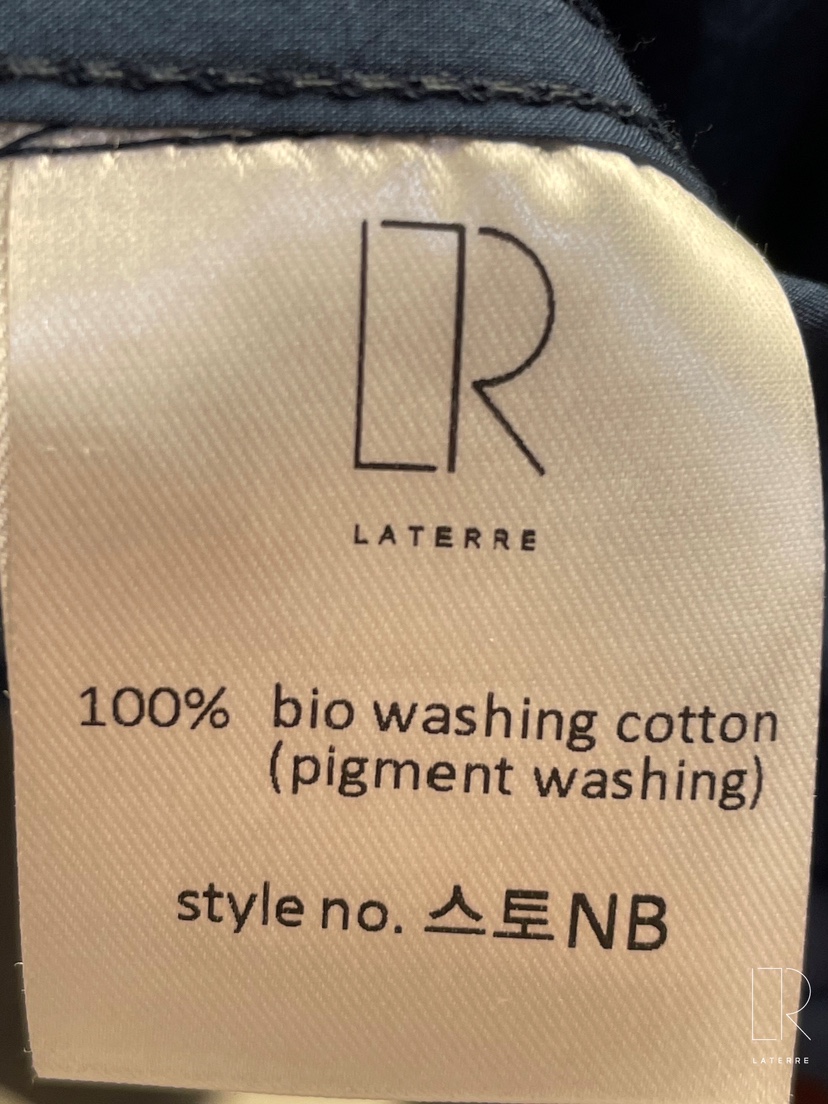 LR
LATERRE
100% bio washing cotton
(pigment washing)
style no. 스토NB
LR
LATERRE